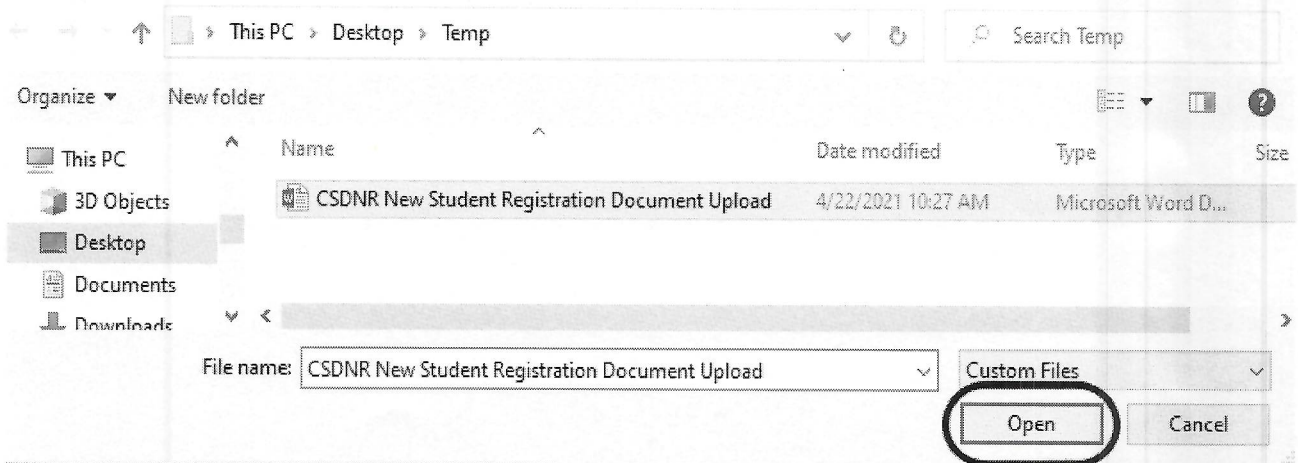 This PC > Desktop > Temp
Search Temp
Organize
New folder
Name
Date modified
Type
Size
This PC
3D Objects
Desktop
Documents
Downloads
CSDNR New Student Registration Document Upload 4/22/2021 10:27 AM Microsoft Word D...
File name: CSDNR New Student Registration Document Upload
Custom Files
Open
Cancel